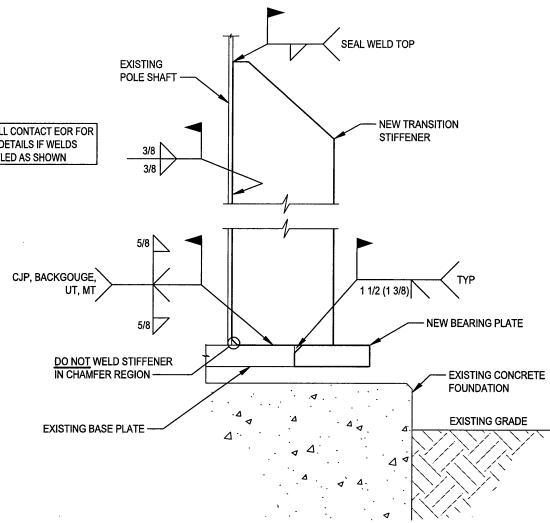 SEAL WELD TOP
EXISTING
POLE SHAFT
NEW TRANSITION
STIFFENER
LL CONTACT EOR FOR
DETAILS IF WELDS
LED AS SHOWN
3/8
3/8
5/8
CJP, BACKGOUGE,
UT, MT
5/8
TYP
1 1/2 (1 3/8)
NEW BEARING PLATE
DO NOT WELD STIFFENER
IN CHAMFER REGION
EXISTING CONCRETE
FOUNDATION
EXISTING GRADE
EXISTING BASE PLATE